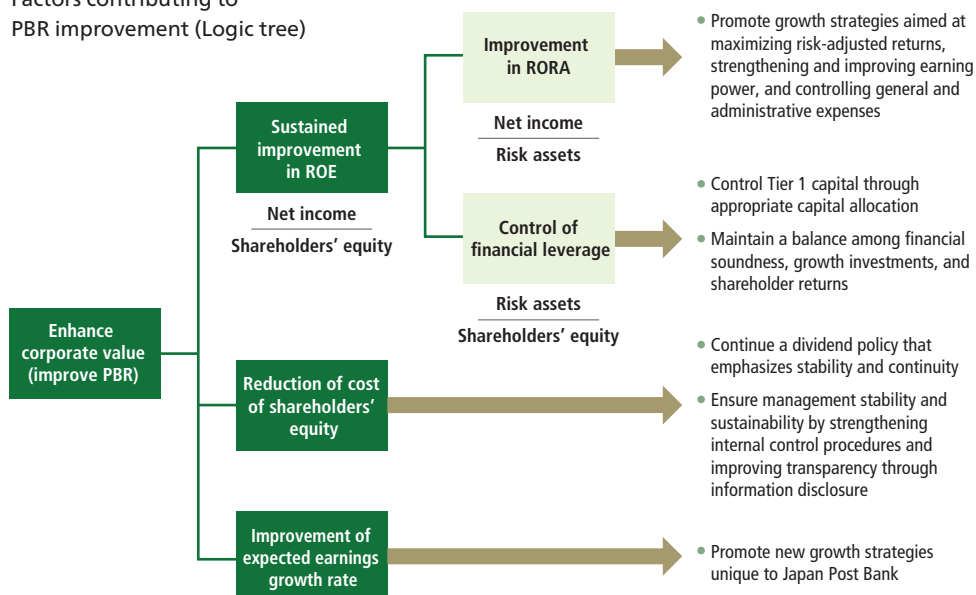 Factors contributing to
PBR improvement (Logic tree)
Enhance
corporate value
(improve PBR)
Sustained
improvement
in ROE
Net income
Shareholders' equity
Improvement
in RORA
Net income
Risk assets
• Promote growth strategies aimed at
maximizing risk-adjusted returns,
strengthening and improving earning
power, and controlling general and
administrative expenses
Control of
financial leverage
Risk assets
Shareholders' equity
• Control Tier 1 capital through
appropriate capital allocation
• Maintain a balance among financial
soundness, growth investments, and
shareholder returns
Reduction of cost
of shareholders'
equity
• Continue a dividend policy that
emphasizes stability and continuity
• Ensure management stability and
sustainability by strengthening
internal control procedures and
improving transparency through
information disclosure
Improvement of
expected earnings
growth rate
• Promote new growth strategies
unique to Japan Post Bank